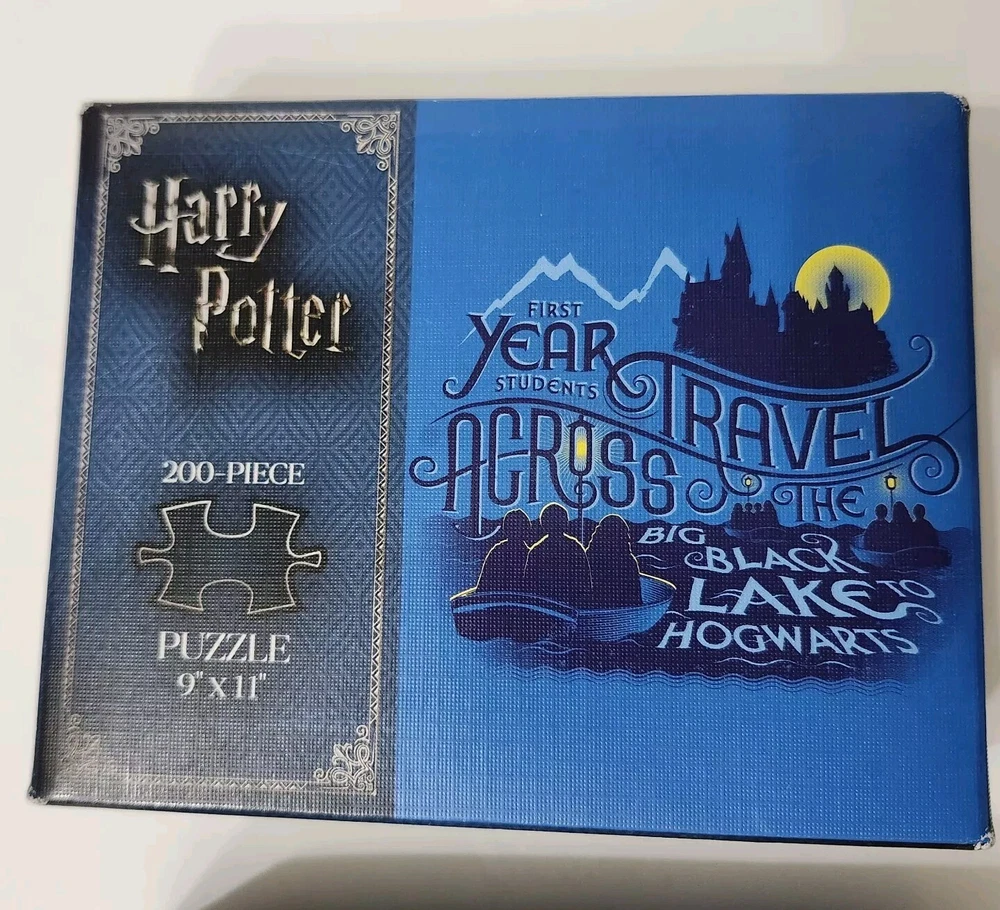 Harry
Potter
200-PIECE
PUZZLE
9" X 11"
FIRST
YEAR
STUDENTS
TRAVEL
ACROSS
THE
BIG
BLACK
LAKE TO
HOGWARTS